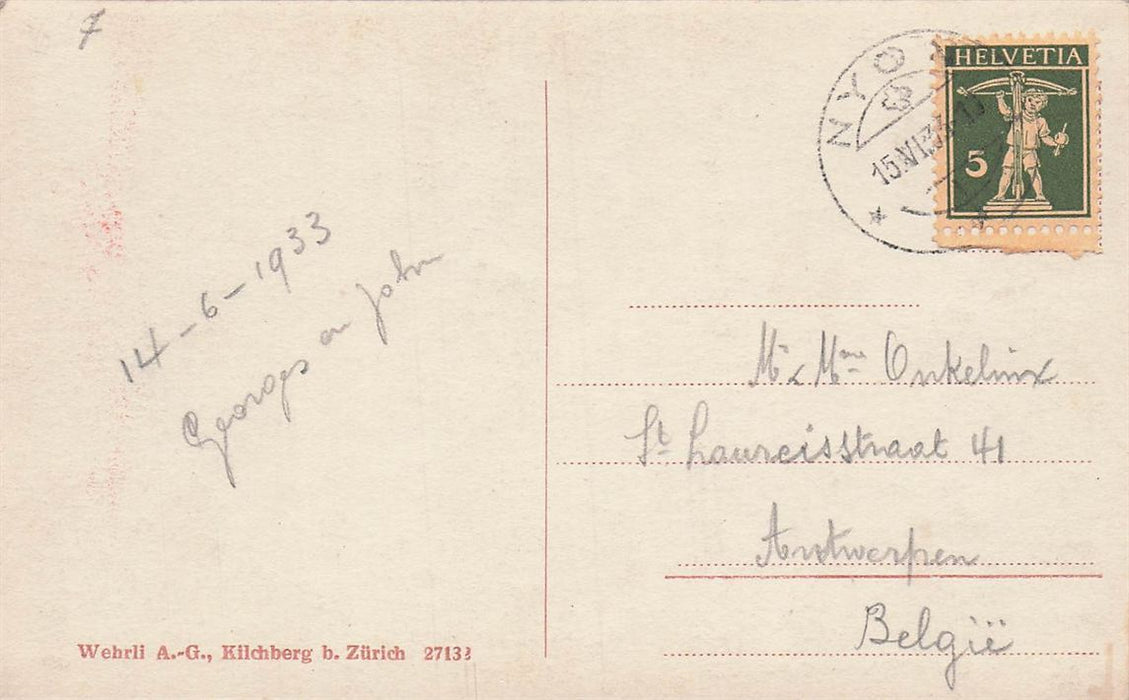 7
HELVETIA
5
NYON
15.VI.33
14-6-1933
Georges en John
Mr & Mme Onkelinx
St Laureisstraat 41
Antwerpen
België
Wehrli A.-G., Kilchberg b. Zürich 2713